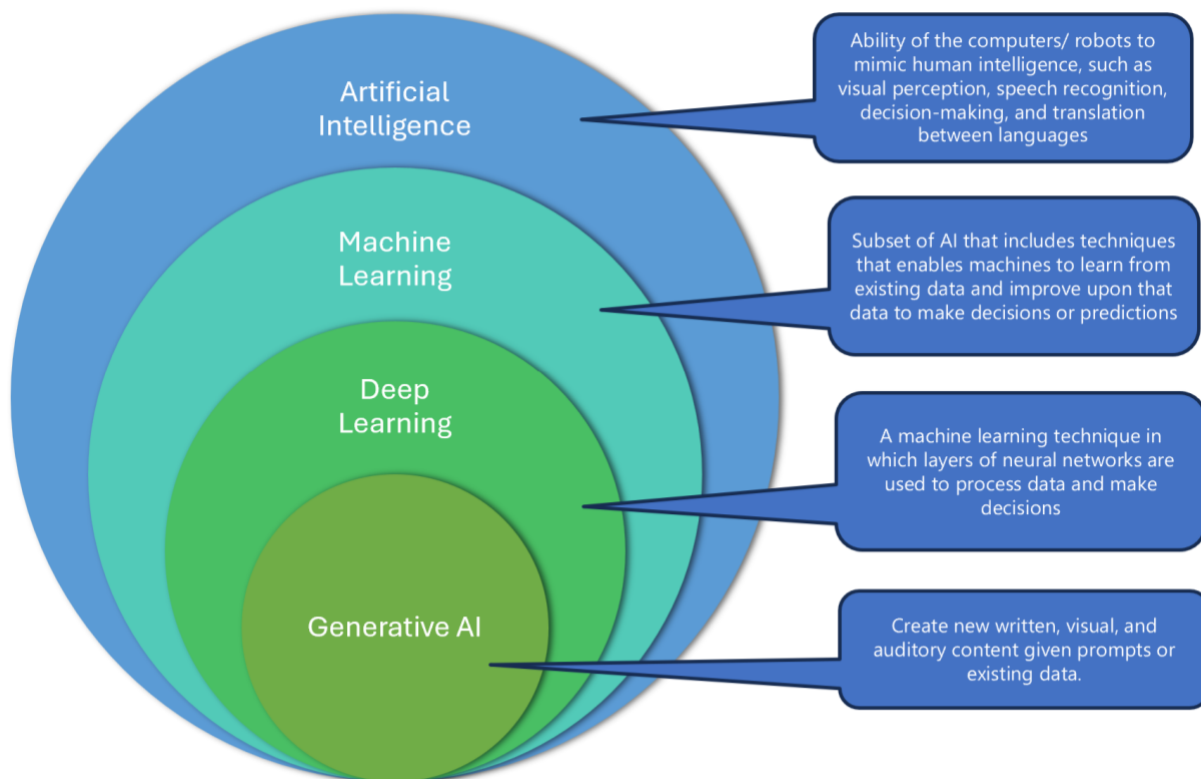 Artificial
Intelligence
Ability of the computers/ robots to
mimic human intelligence, such as
visual perception, speech recognition,
decision-making, and translation
between languages
Machine
Learning
Subset of AI that includes techniques
that enables machines to learn from
existing data and improve upon that
data to make decisions or predictions
Deep
Learning
A machine learning technique in
which layers of neural networks are
used to process data and make
decisions
Generative AI
Create new written, visual, and
auditory content given prompts or
existing data.